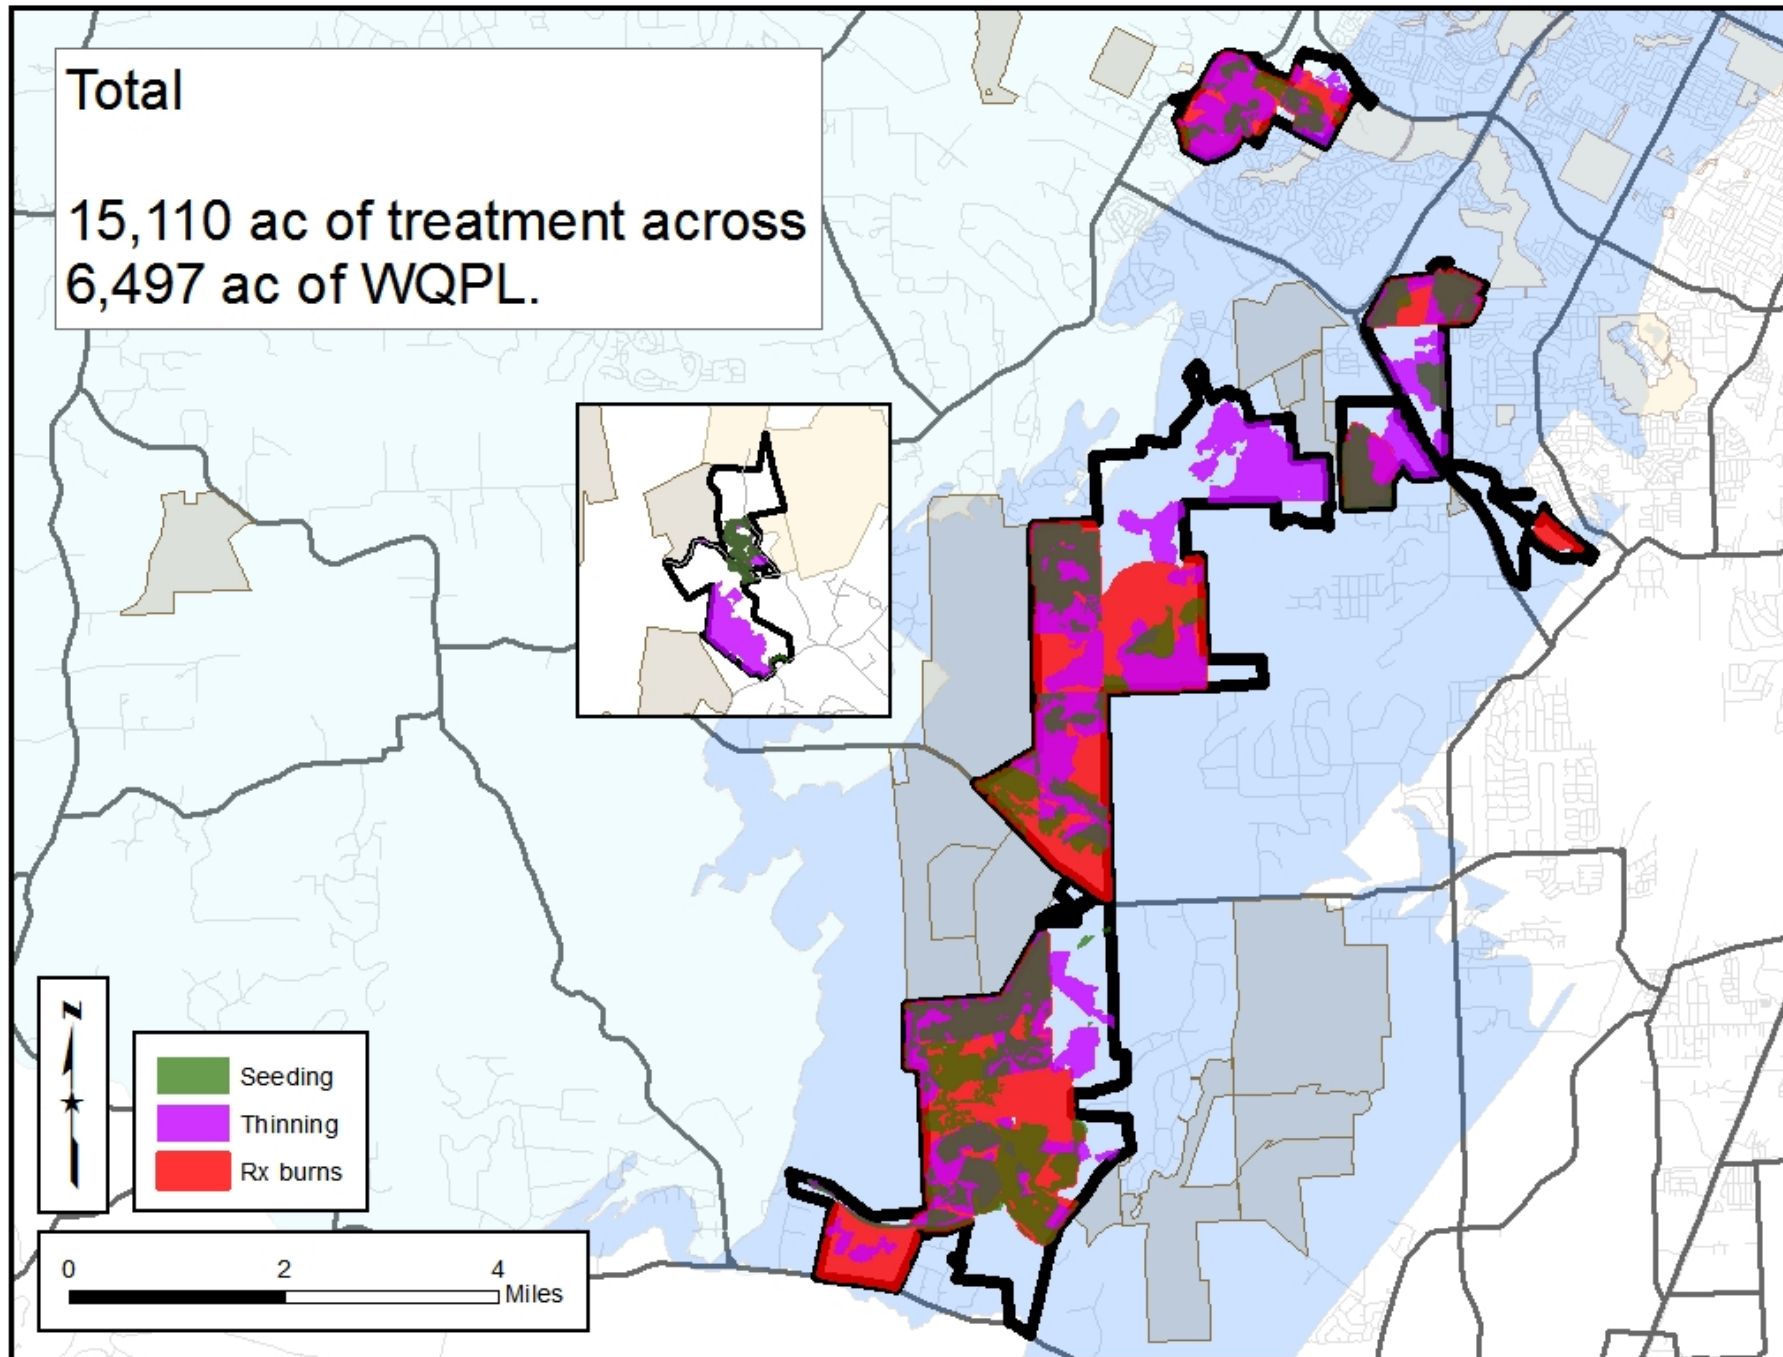 Total
15,110 ac of treatment across
6,497 ac of WQPL.
N
Seeding
Thinning
Rx burns
0 2 4
Miles